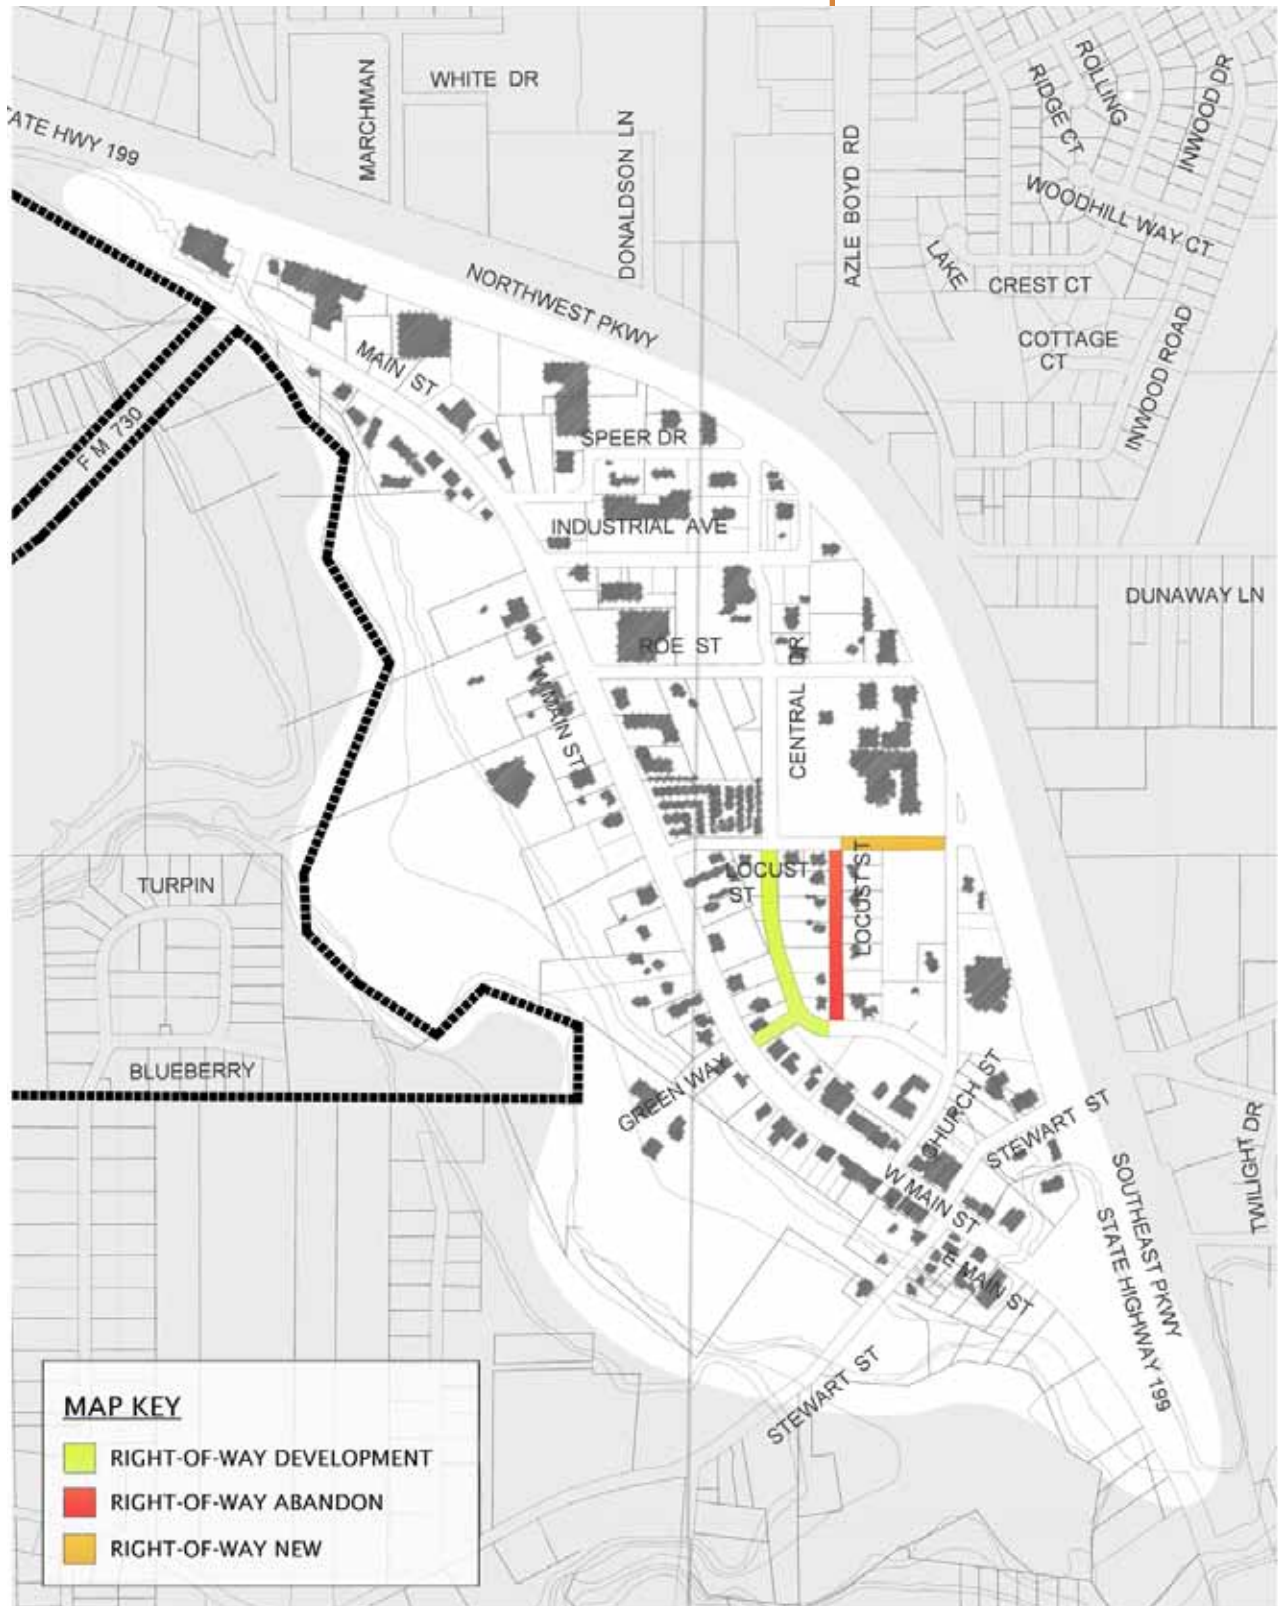 WHITE DR
MARCHMAN
DONALDSON LN
AZLE BOYD RD
ROLLING
RIDGE CT
INWOOD DR
WOODHILL WAY CT
LAKE
CREST CT
COTTAGE
CT
INWOOD ROAD
TATE HWY 199
NORTHWEST PKWY
MAIN ST
F M 730
SPEER DR
INDUSTRIAL AVE
DUNAWAY LN
ROE ST
W MAIN ST
CENTRAL DR
LOCUST
ST
LOCUST ST
TURPIN
BLUEBERRY
GREEN WAY
CHURCH ST
STEWART ST
W MAIN ST
E MAIN ST
SOUTHEAST PKWY
STATE HIGHWAY 199
TWILIGHT DR
STEWART ST
MAP KEY
RIGHT-OF-WAY DEVELOPMENT
RIGHT-OF-WAY ABANDON
RIGHT-OF-WAY NEW